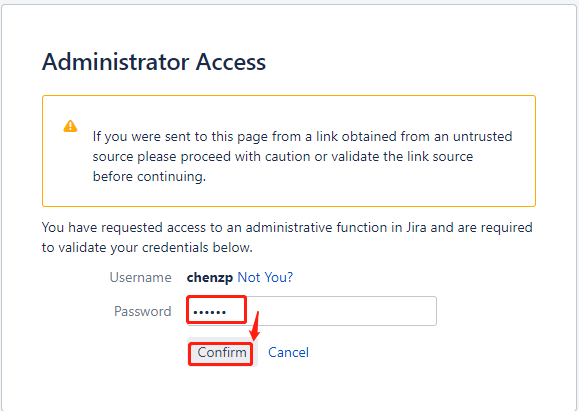 Administrator Access
If you were sent to this page from a link obtained from an untrusted
source please proceed with caution or validate the link source
before continuing.
You have requested access to an administrative function in Jira and are required
to validate your credentials below.
Username chenzp Not You?
Password ••••••
Confirm Cancel